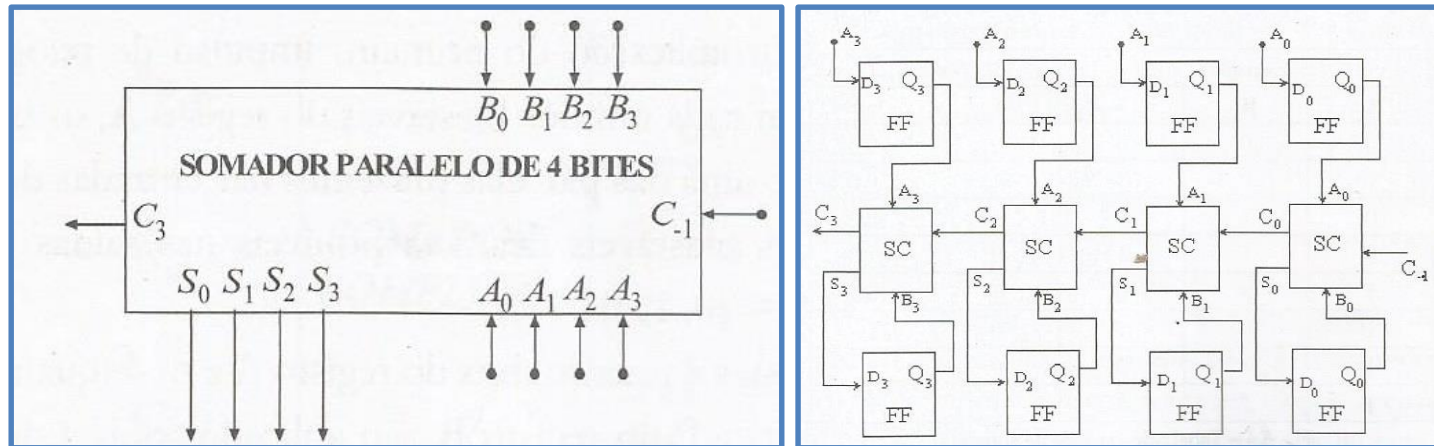 B₀ B₁ B₂ B₃
SOMADOR PARALELO DE 4 BITES
C₃
C₋₁
S₀ S₁ S₂ S₃
A₀ A₁ A₂ A₃
A₃ A₂ A₁ A₀
D₃ Q₃ D₂ Q₂ D₁ Q₁ D₀ Q₀
FF FF FF FF
A₃ A₂ A₁ A₀
C₃ C₂ C₁ C₀
SC SC SC SC
C₋₁
S₃ S₂ S₁ S₀
B₃ B₂ B₁ B₀
D₃ Q₃ D₂ Q₂ D₁ Q₁ D₀ Q₀
FF FF FF FF